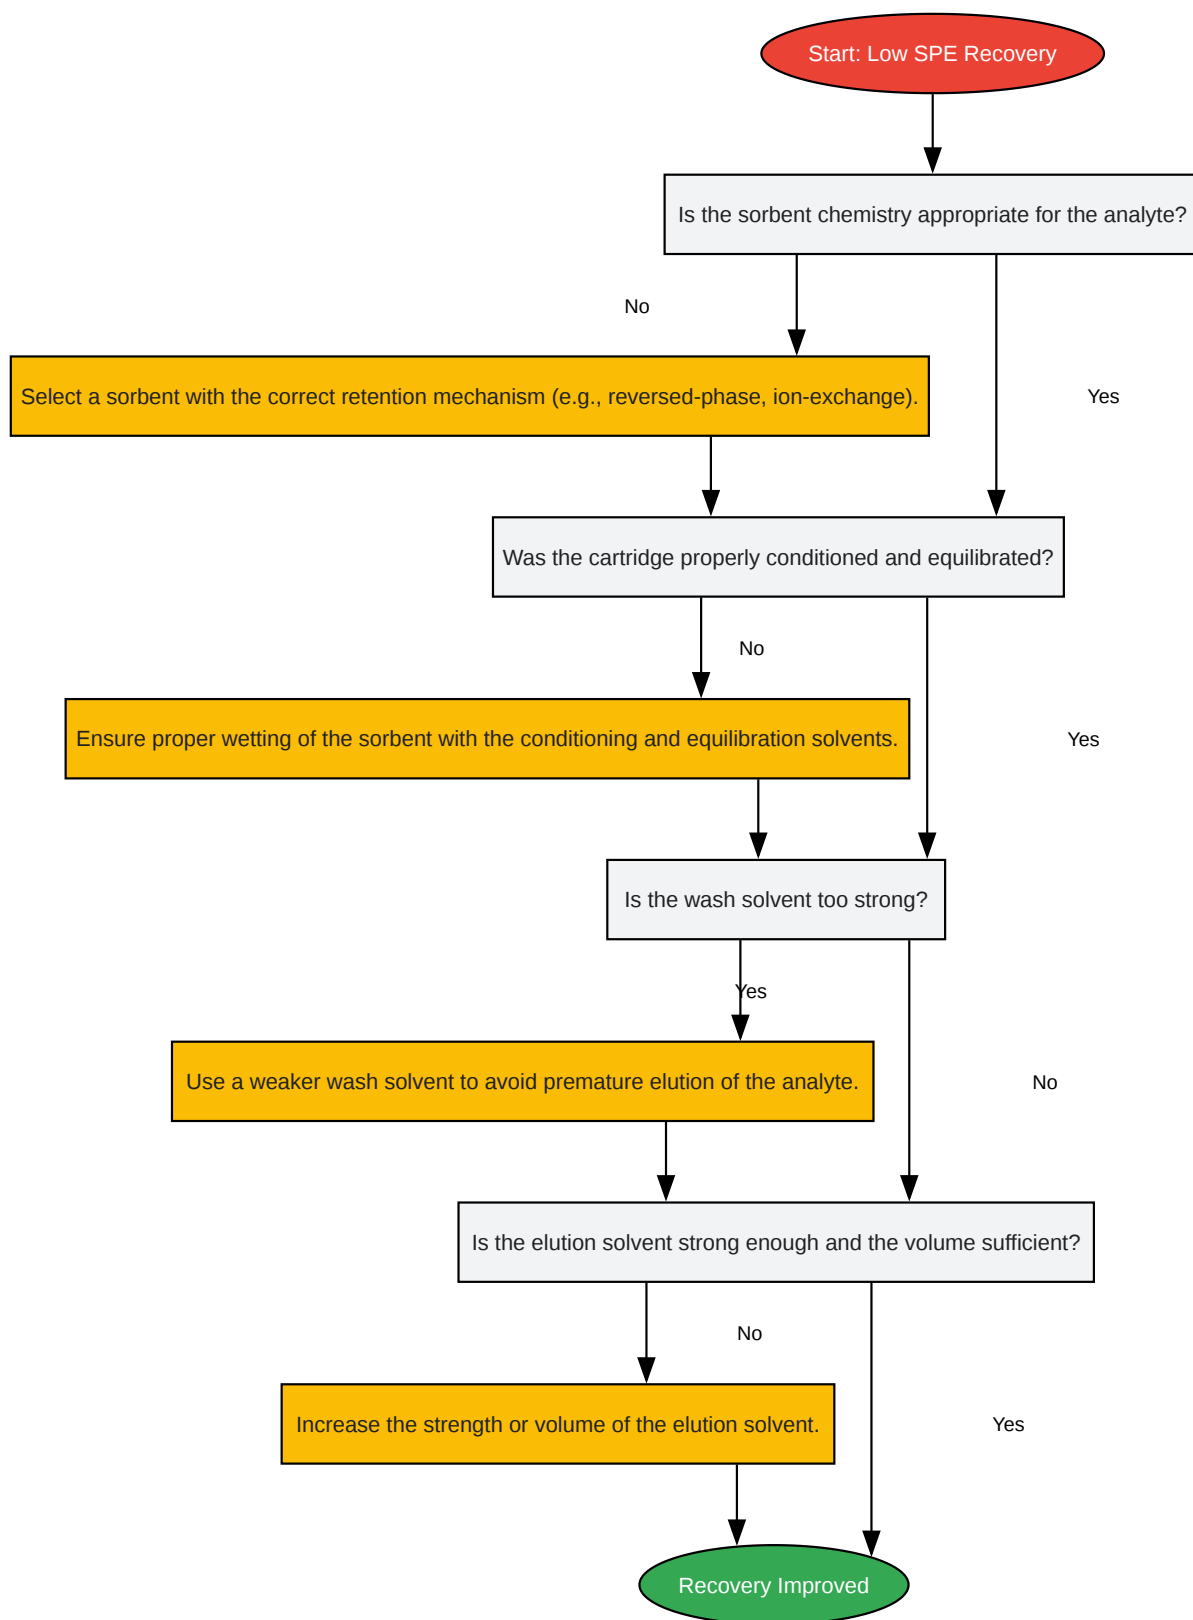 Start: Low SPE Recovery
Is the sorbent chemistry appropriate for the analyte?
No
Select a sorbent with the correct retention mechanism (e.g., reversed-phase, ion-exchange).
Yes
Was the cartridge properly conditioned and equilibrated?
No
Ensure proper wetting of the sorbent with the conditioning and equilibration solvents.
Yes
Is the wash solvent too strong?
Yes
Use a weaker wash solvent to avoid premature elution of the analyte.
No
Is the elution solvent strong enough and the volume sufficient?
No
Increase the strength or volume of the elution solvent.
Yes
Recovery Improved